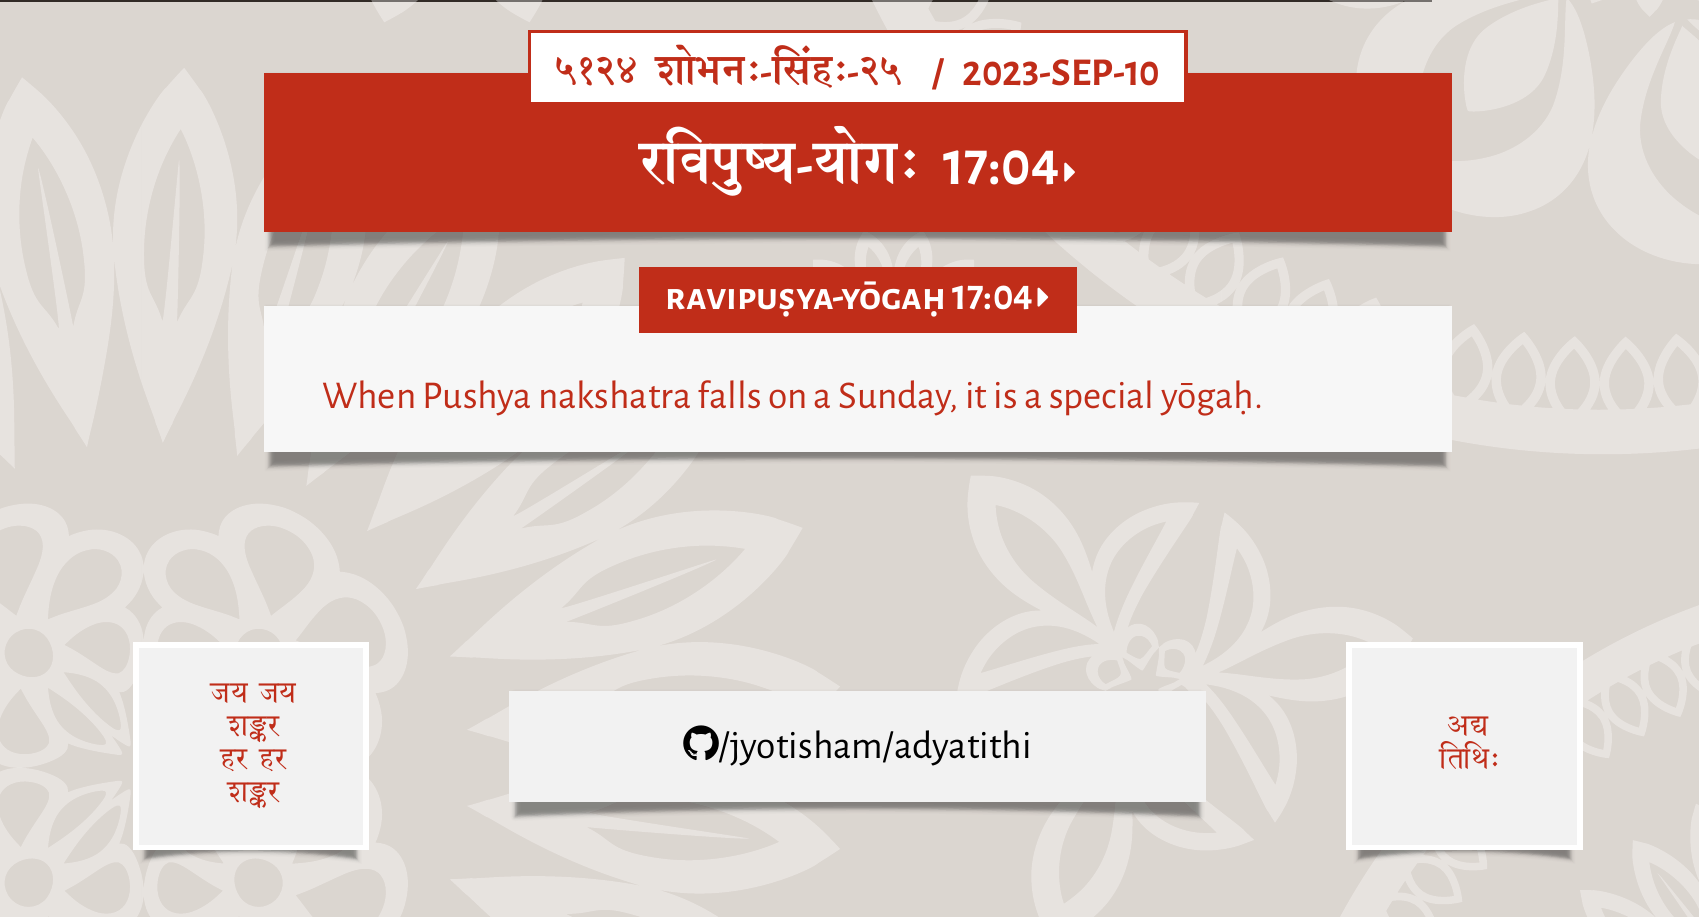 ५१२४ शोभनः-सिंहः-२५ / 2023-SEP-10
रविपुष्य-योगः 17:04▸
RAVIPUṢYA-YŌGAḤ 17:04▸
When Pushya nakshatra falls on a Sunday, it is a special yōgaḥ.
जय जय
शङ्कर
हर हर
शङ्कर
/jyotisham/adyatithi
अद्य
तिथिः